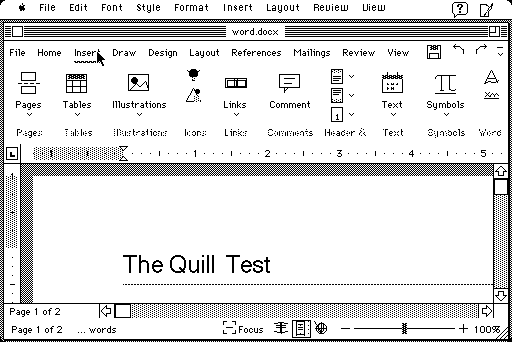 File Edit Font Style Format Insert Layout Review View
word.docx
File Home Insert Draw Design Layout References Mailings Review View
Pages Tables Illustrations Links Comment Text Symbols
Pages Tables Illustrations Icons Links Comments Header & Text Symbols Word
1 1 2 3 4 5
The Quill Test
Page 1 of 2
Page 1 of 2 ... words Focus 100%